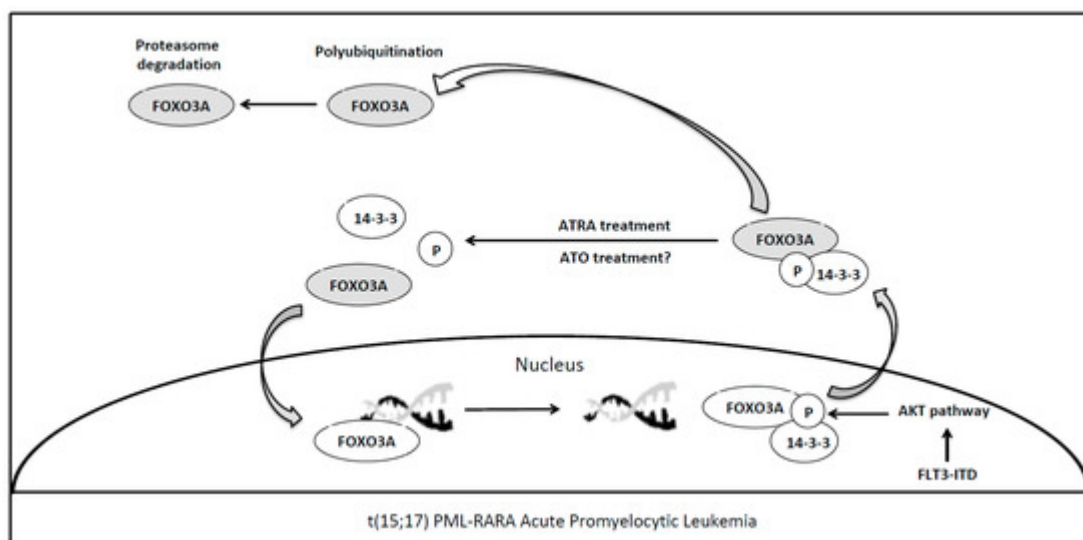 Proteasome
degradation
Polyubiquitination
FOXO3A
FOXO3A
14-3-3
P
FOXO3A
ATRA treatment
ATO treatment?
FOXO3A
P
14-3-3
Nucleus
FOXO3A
FOXO3A
P
14-3-3
AKT pathway
FLT3-ITD
t(15;17) PML-RARA Acute Promyelocytic Leukemia